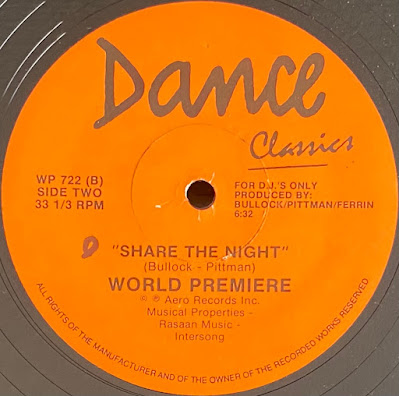 Dance
Classics
WP 722 (B)
SIDE TWO
33 1/3 RPM
FOR D.J.'S ONLY
PRODUCED BY:
BULLOCK/PITTMAN/FERRIN
6:32
"SHARE THE NIGHT"
(Bullock - Pittman)
WORLD PREMIERE
℗ ℗ Aero Records Inc.
Musical Properties -
Rasaan Music -
Intersong
ALL RIGHTS OF THE MANUFACTURER AND OF THE OWNER OF THE RECORDED WORKS RESERVED